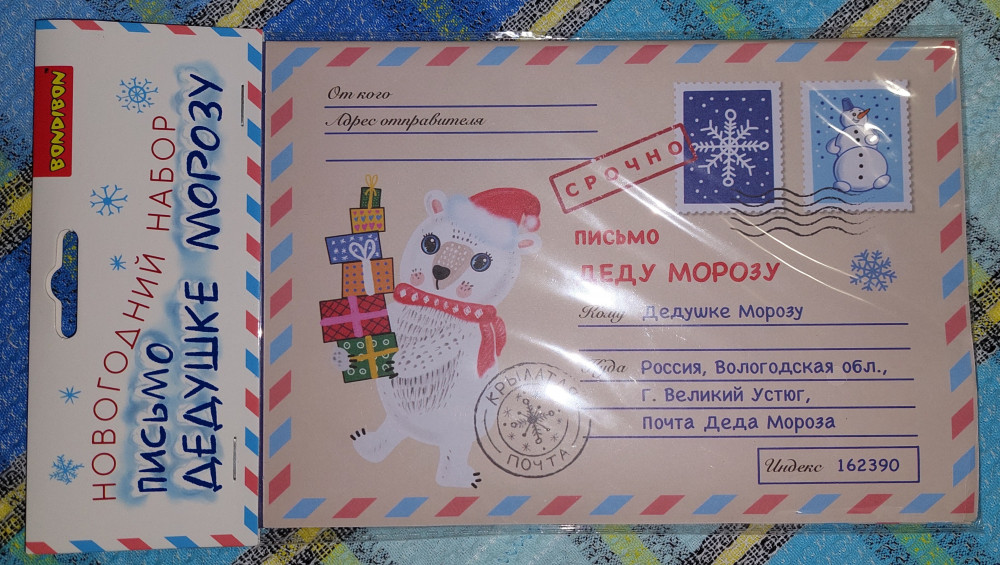 BONDIBON
НОВОГОДНИЙ НАБОР
ПИСЬМО
ДЕДУШКЕ МОРОЗУ
От кого
Адрес отправителя
СРОЧНО
ПИСЬМО
ДЕДУ МОРОЗУ
Кому Дедушке Морозу
Куда Россия, Вологодская обл.,
Г. Великий Устюг,
Почта Деда Мороза
Индекс 162390
КРЫЛАТАЯ
ПОЧТА